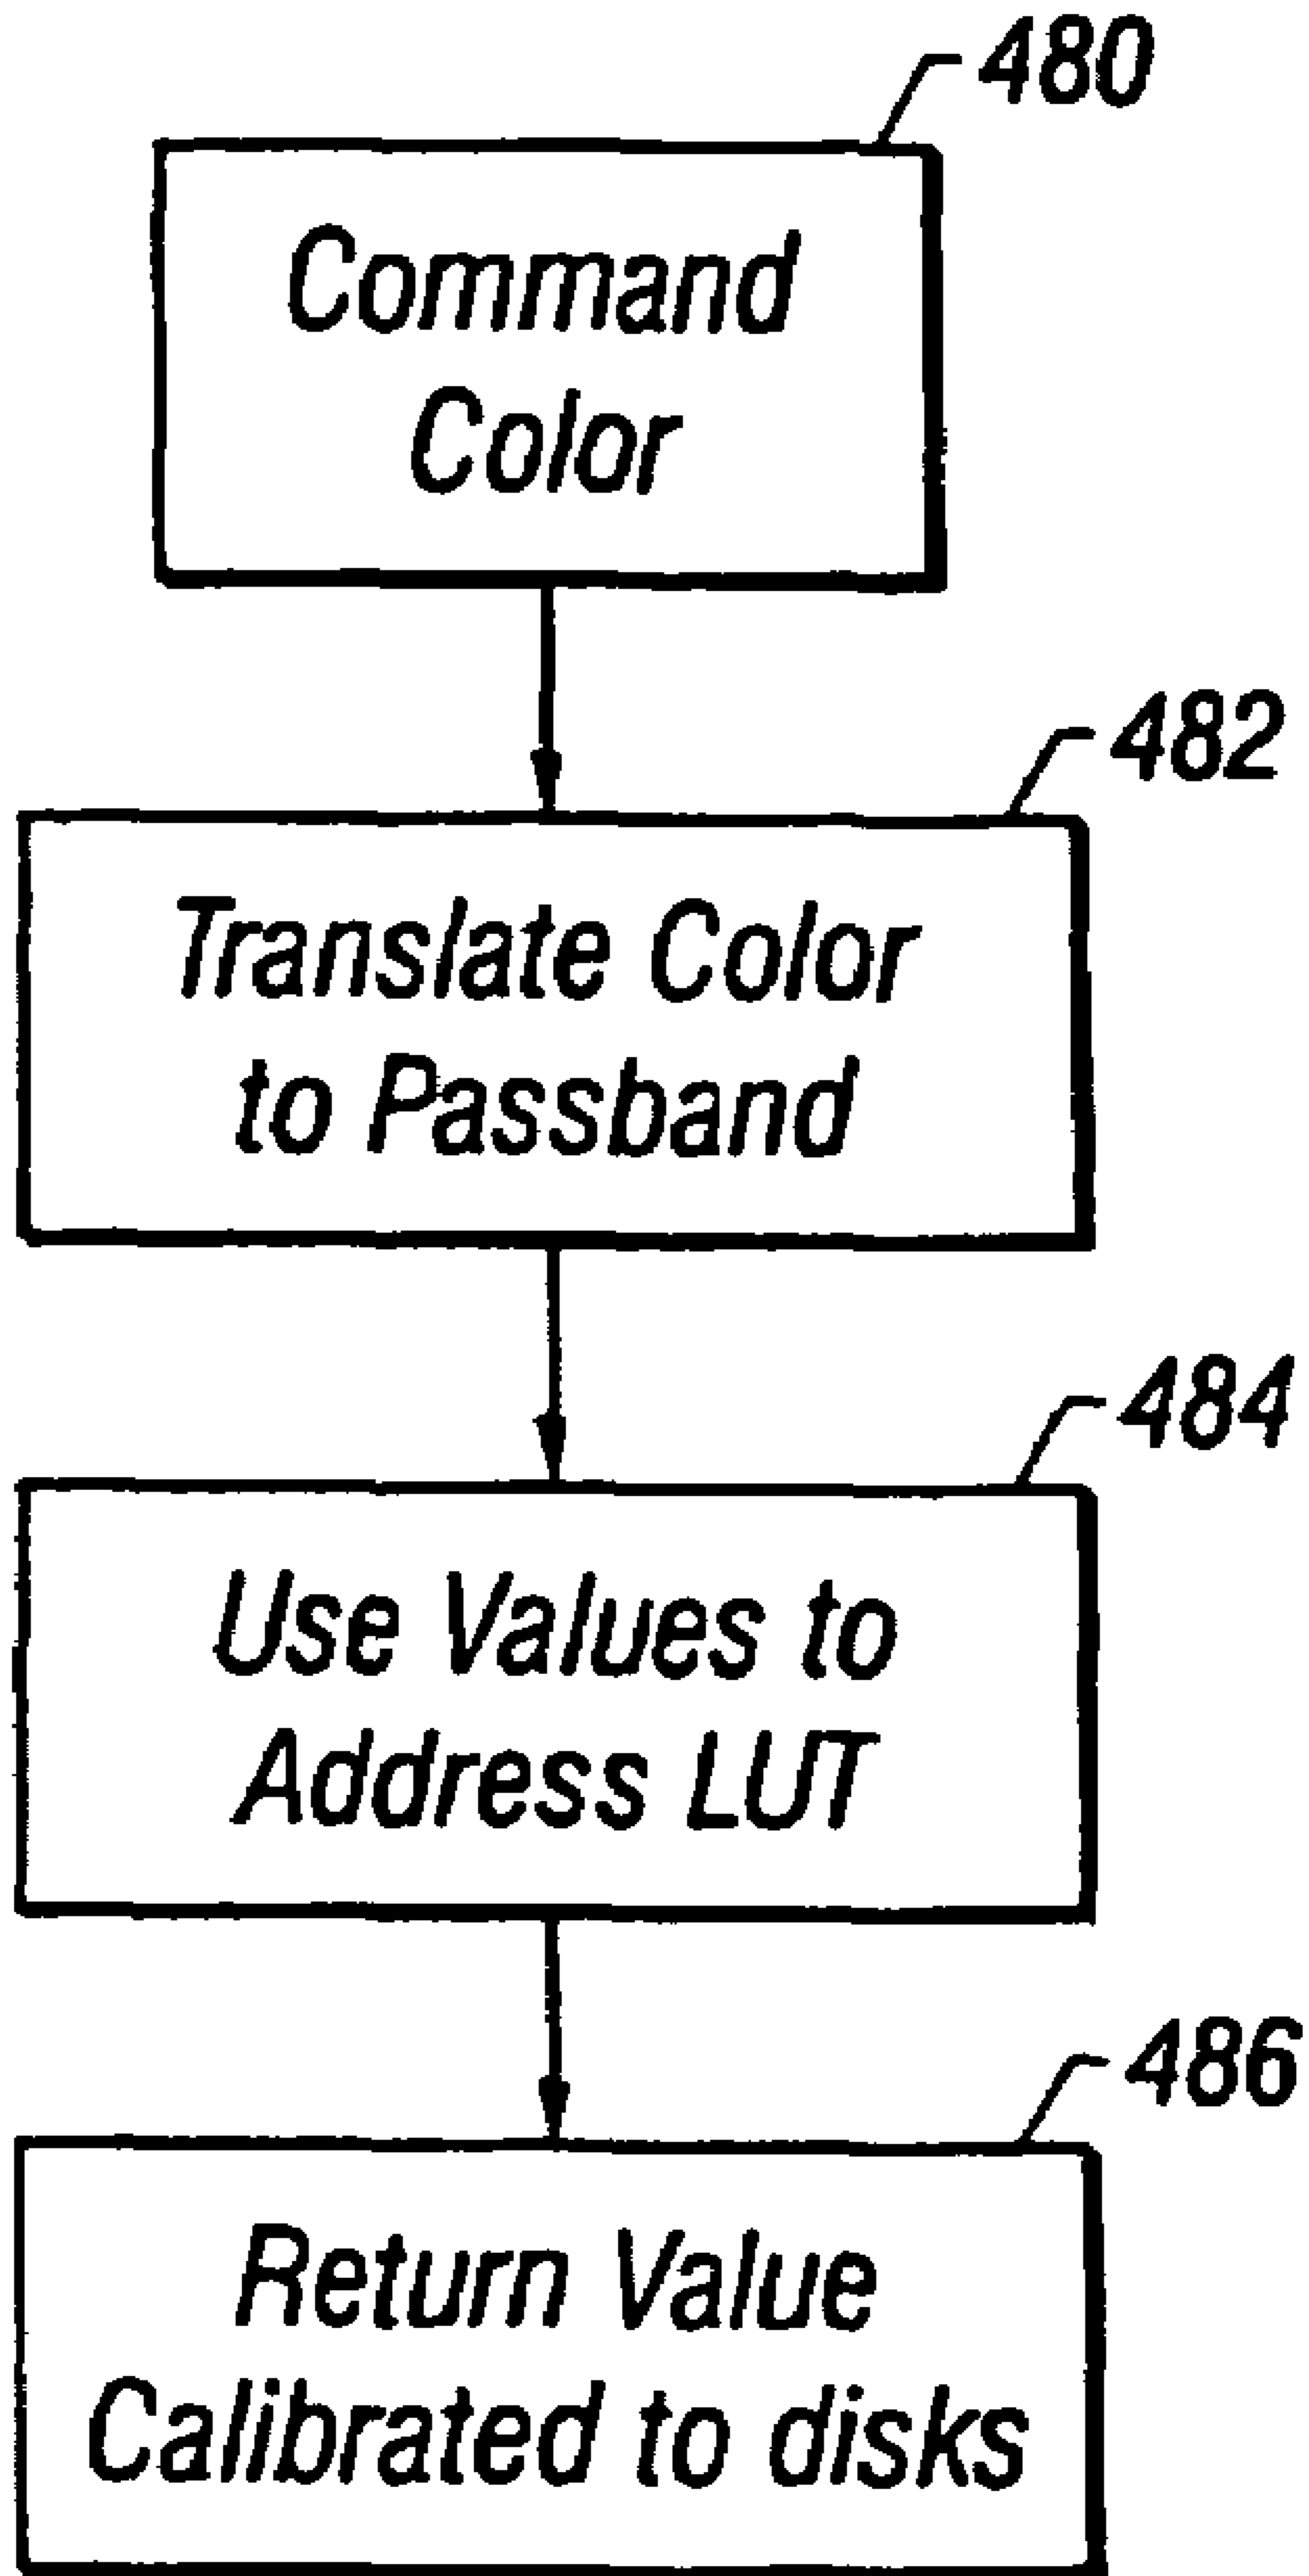 480
Command
Color
482
Translate Color
to Passband
484
Use Values to
Address LUT
486
Return Value
Calibrated to disks